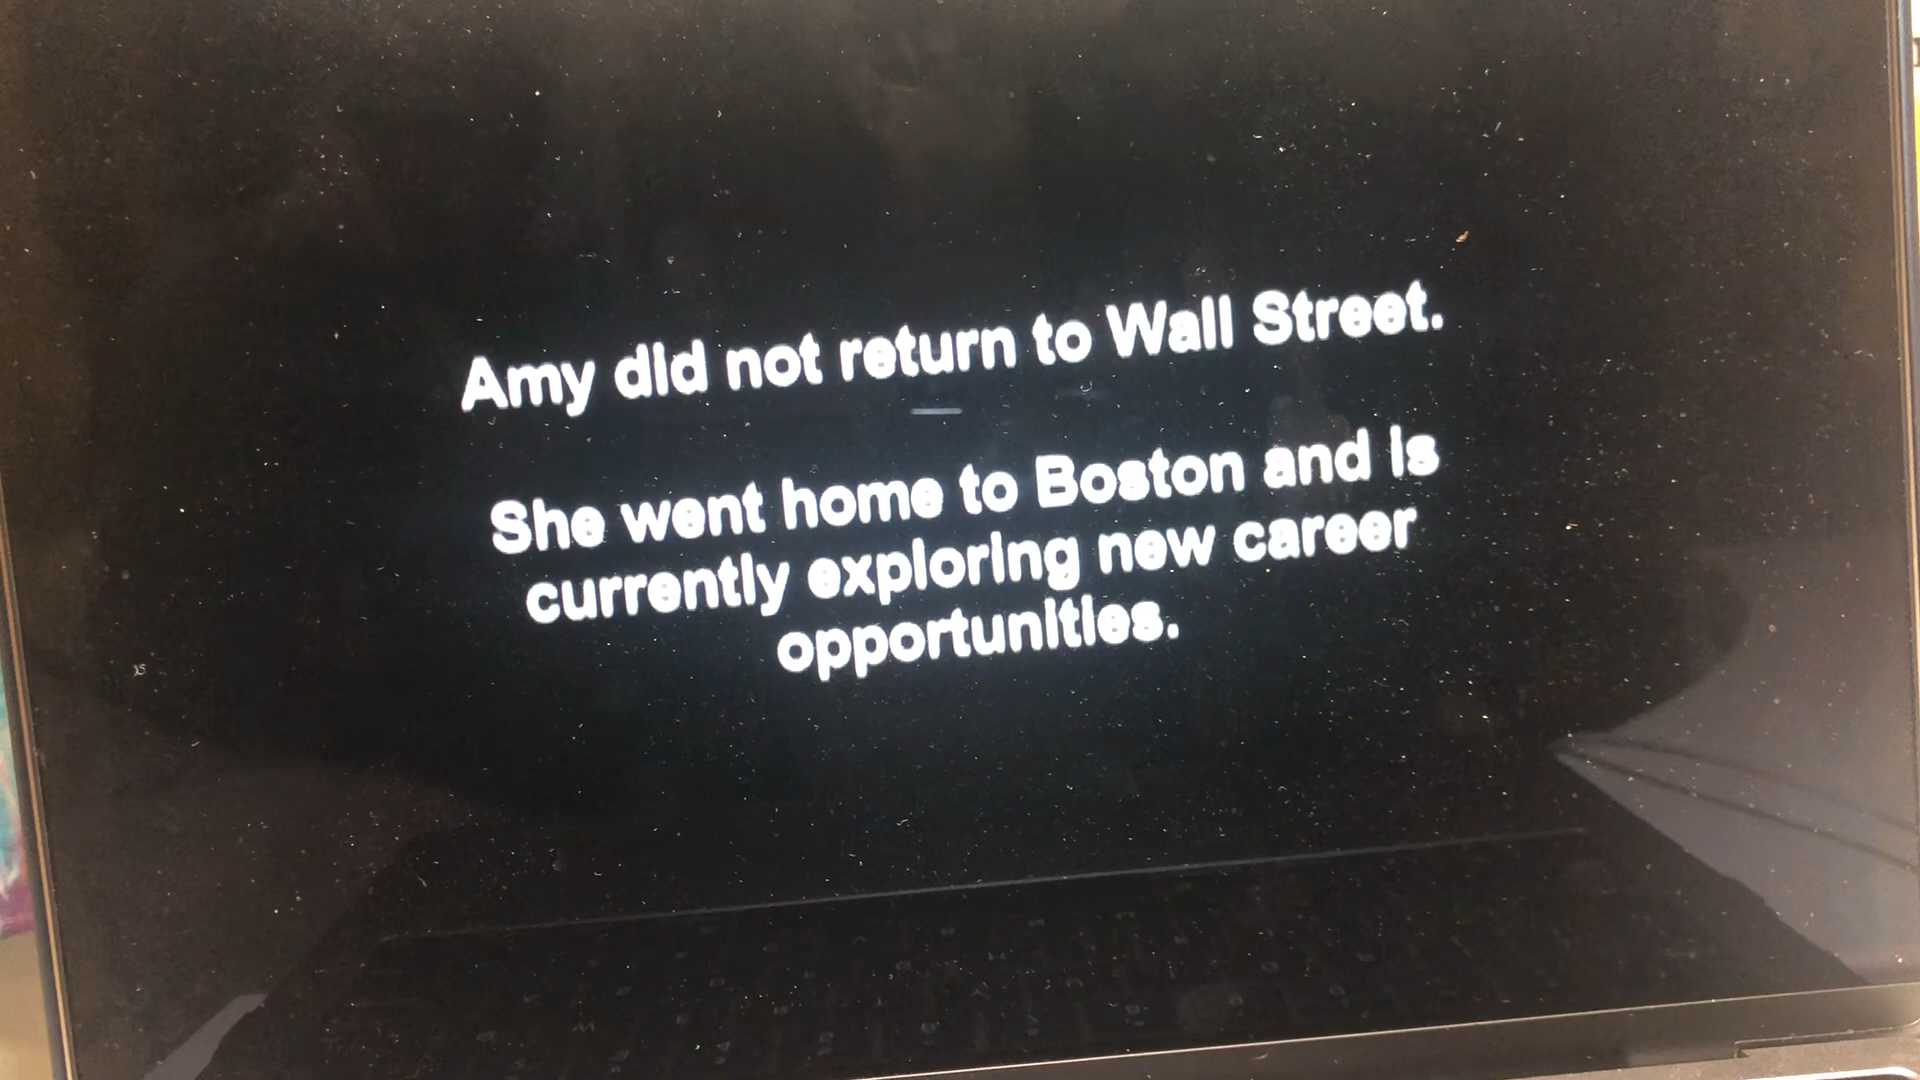 Amy did not return to Wall Street.
She went home to Boston and is
currently exploring new career
opportunities.